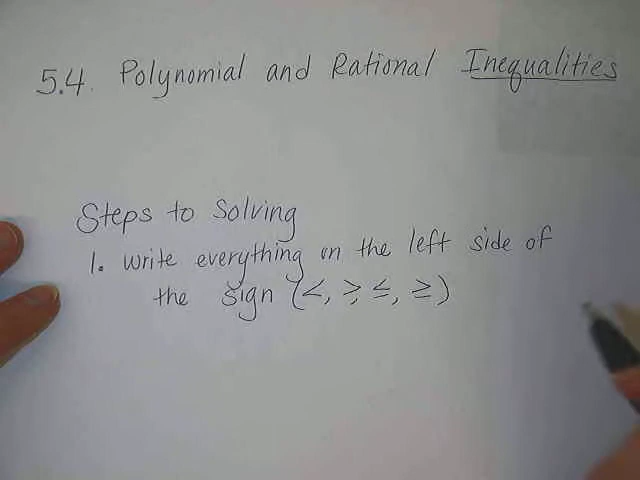 5.4. Polynomial and Rational Inequalities
Steps to Solving
1. write everything on the left side of
the sign (<, >, ≤, ≥)